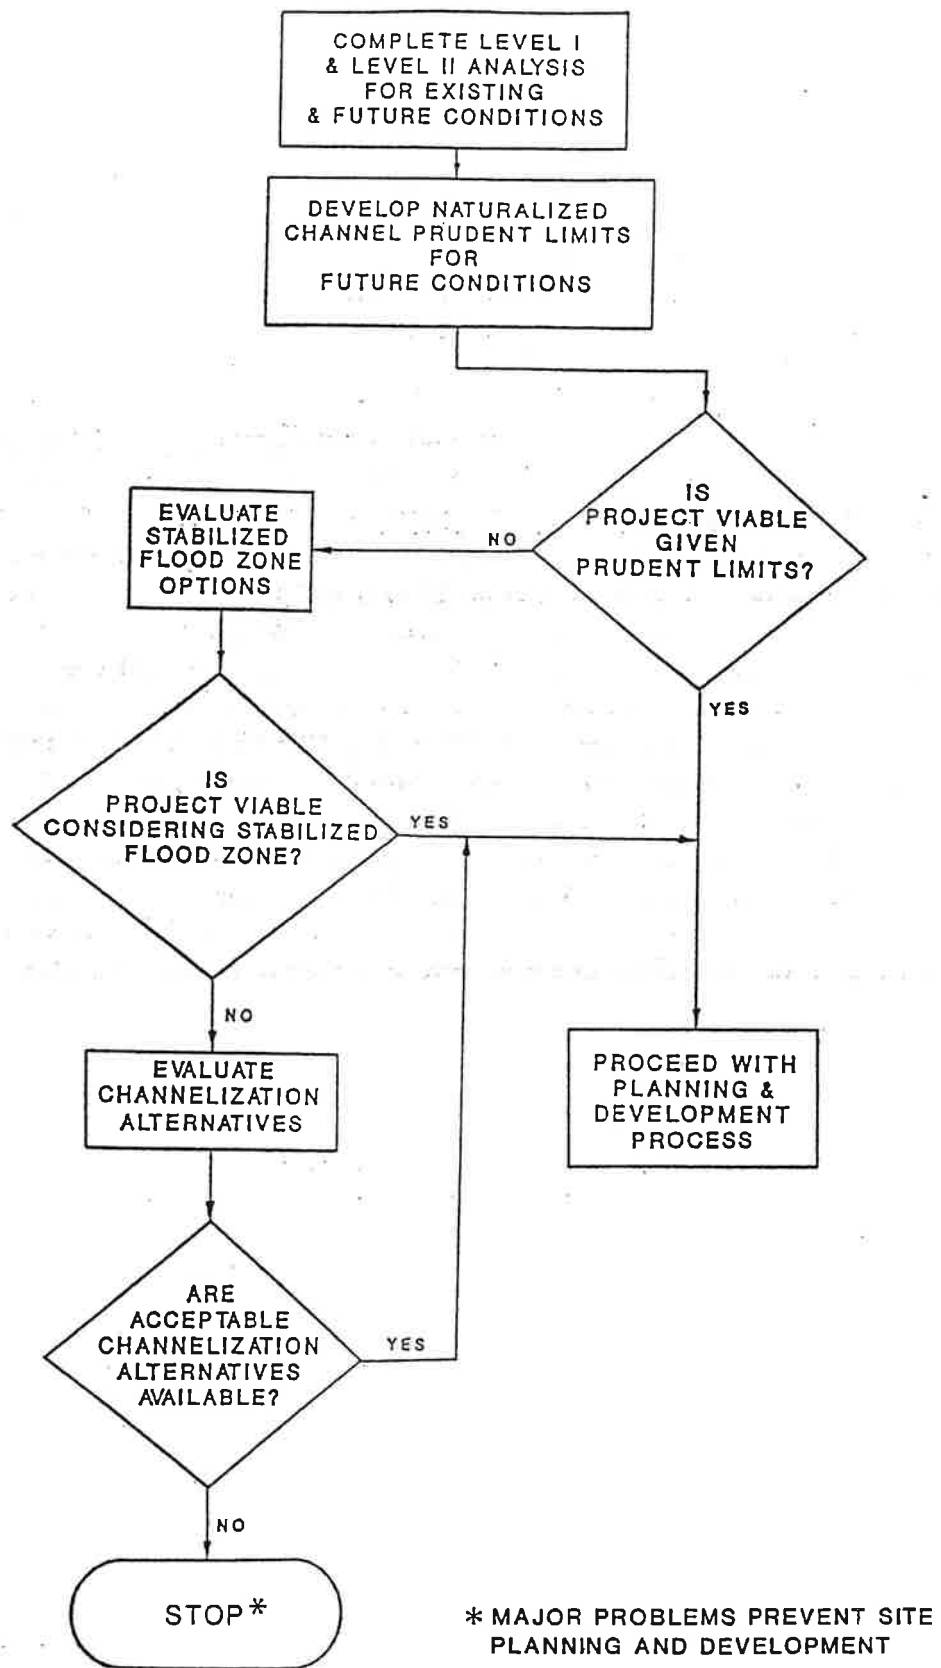 COMPLETE LEVEL I
& LEVEL II ANALYSIS
FOR EXISTING
& FUTURE CONDITIONS
DEVELOP NATURALIZED
CHANNEL PRUDENT LIMITS
FOR
FUTURE CONDITIONS
IS
PROJECT VIABLE
GIVEN
PRUDENT LIMITS?
NO
YES
EVALUATE
STABILIZED
FLOOD ZONE
OPTIONS
IS
PROJECT VIABLE
CONSIDERING STABILIZED
FLOOD ZONE?
YES
NO
EVALUATE
CHANNELIZATION
ALTERNATIVES
PROCEED WITH
PLANNING &
DEVELOPMENT
PROCESS
ARE
ACCEPTABLE
CHANNELIZATION
ALTERNATIVES
AVAILABLE?
YES
NO
STOP*
* MAJOR PROBLEMS PREVENT SITE
PLANNING AND DEVELOPMENT